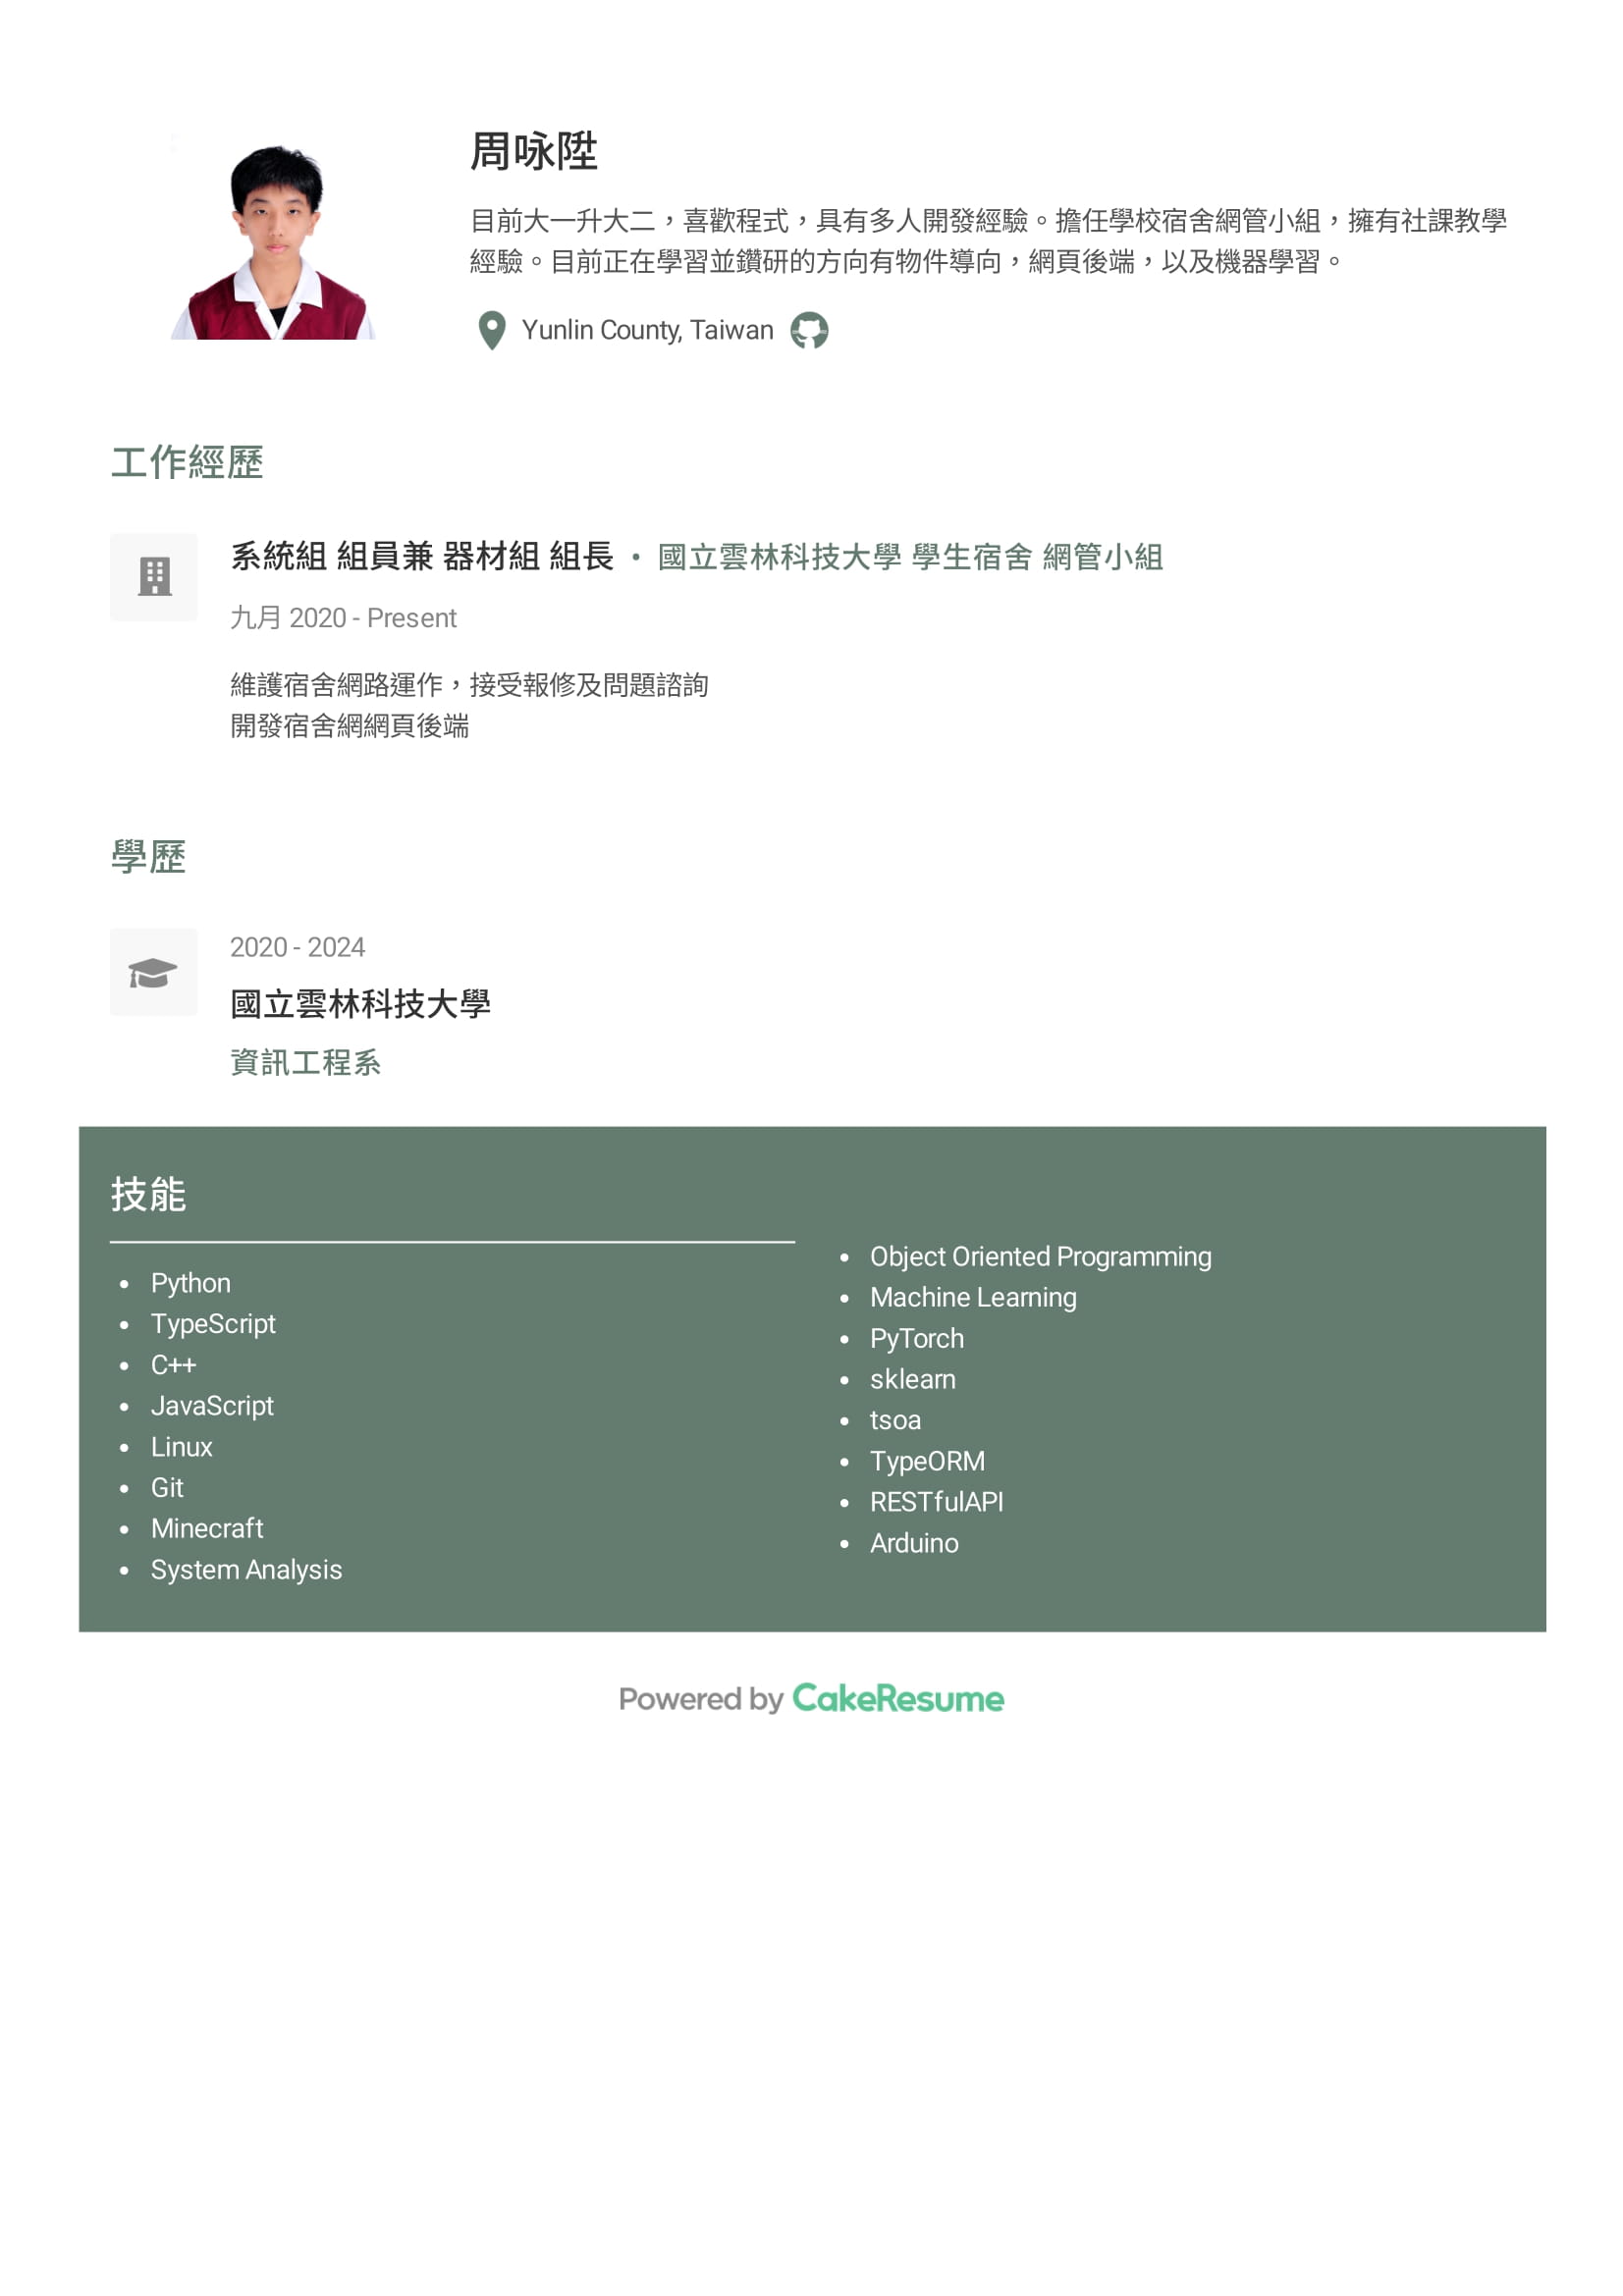 周咏陞
目前大一升大二，喜歡程式，具有多人開發經驗。擔任學校宿舍網管小組，擁有社課教學
經驗。目前正在學習並鑽研的方向有物件導向，網頁後端，以及機器學習。
Yunlin County, Taiwan
工作經歷
系統組 組員兼 器材組 組長 • 國立雲林科技大學 學生宿舍 網管小組
九月 2020 - Present
維護宿舍網路運作，接受報修及問題諮詢
開發宿舍網網頁後端
學歷
2020 - 2024
國立雲林科技大學
資訊工程系
技能
• Python
• TypeScript
• C++
• JavaScript
• Linux
• Git
• Minecraft
• System Analysis
• Object Oriented Programming
• Machine Learning
• PyTorch
• sklearn
• tsoa
• TypeORM
• RESTfulAPI
• Arduino
Powered by CakeResume